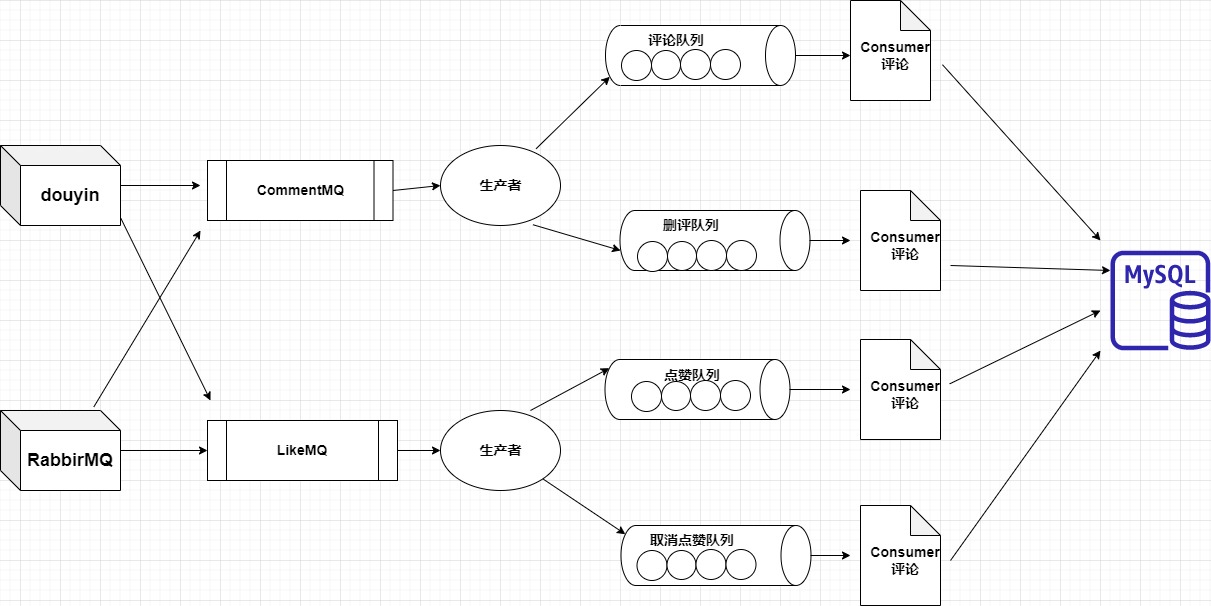 评论队列
Consumer
评论
douyin
CommentMQ
生产者
删评队列
Consumer
评论
MySQL
点赞队列
Consumer
评论
RabbirMQ
LikeMQ
生产者
取消点赞队列
Consumer
评论